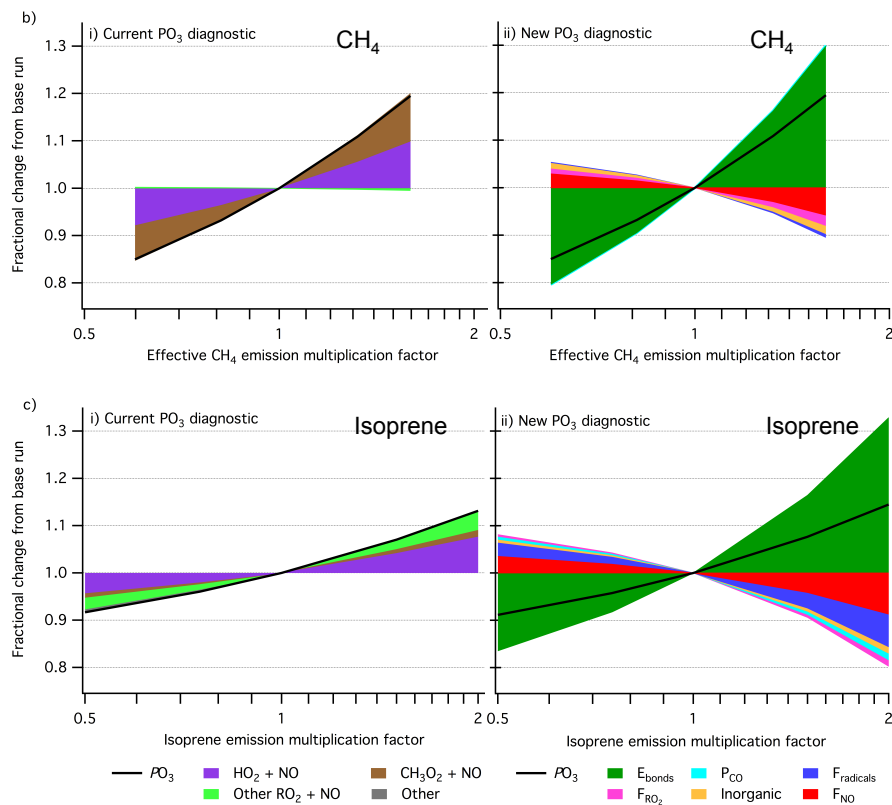 b)
i) Current PO₃ diagnostic
CH₄
ii) New PO₃ diagnostic
CH₄
Fractional change from base run
1.3
1.2
1.1
1.0
0.9
0.8
0.5
1
2
0.5
1
2
Effective CH₄ emission multiplication factor
Effective CH₄ emission multiplication factor
c)
i) Current PO₃ diagnostic
Isoprene
ii) New PO₃ diagnostic
Isoprene
Fractional change from base run
1.3
1.2
1.1
1.0
0.9
0.8
0.5
1
2
0.5
1
2
Isoprene emission multiplication factor
Isoprene emission multiplication factor
PO₃
HO₂ + NO
CH₃O₂ + NO
Other RO₂ + NO
Other
PO₃
E_bonds
P_CO
F_radicals
F_RO₂
Inorganic
F_NO